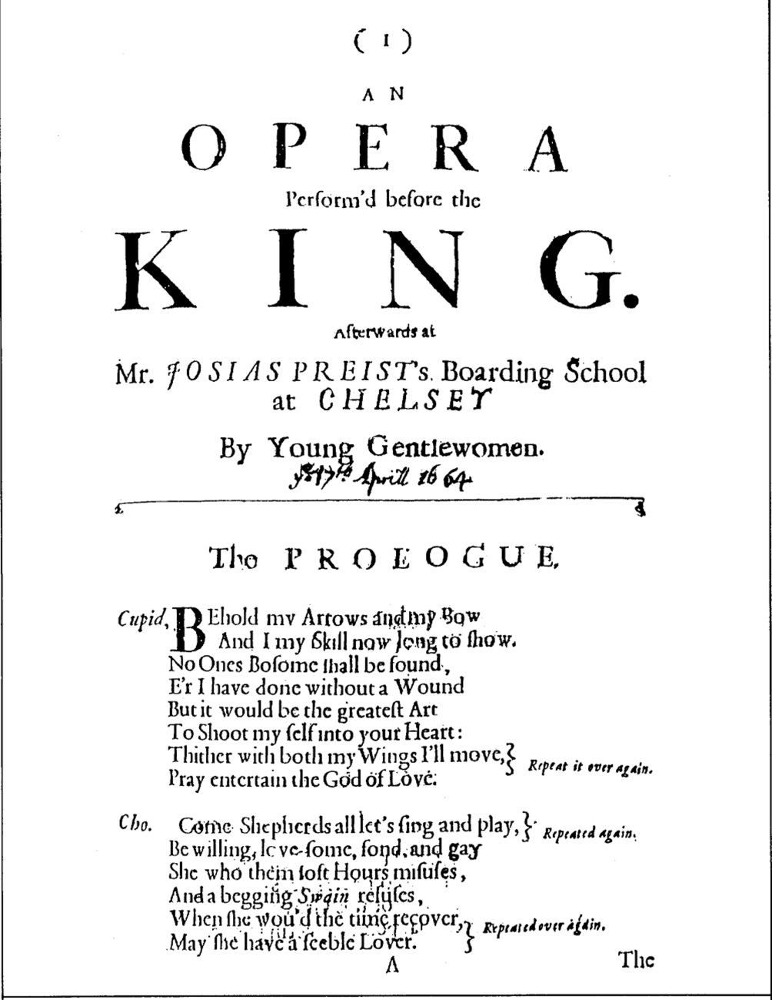 ( 1 )
A N
O P E R A
Perform'd before the
K I N G.
Afterwards at
Mr. JOSIAS PREIST's. Boarding School
at CHELSEY
By Young Gentlewomen.
yᵉ 17ᵗʰ Aprill 1664
The PROLOGUE,
Cupid, BEhold my Arrows and my Bow
And I my Skill now long to ſhow.
No Ones Boſome ſhall be found,
E'r I have done without a Wound
But it would be the greateſt Art
To Shoot my ſelf into your Heart:
Thither with both my Wings I'll move,} Repeat it over again.
Pray entertain the God of Love.
Cho. Come Shepherds all let's ſing and play,} Repeated again.
Be willing, love-ſome, fond, and gay
She who them ſoft Hours miſuſes,
And a begging Swain refuſes,
When ſhe wou'd the time recover,} Repeated over again.
May ſhe have a feeble Lover.
A
The